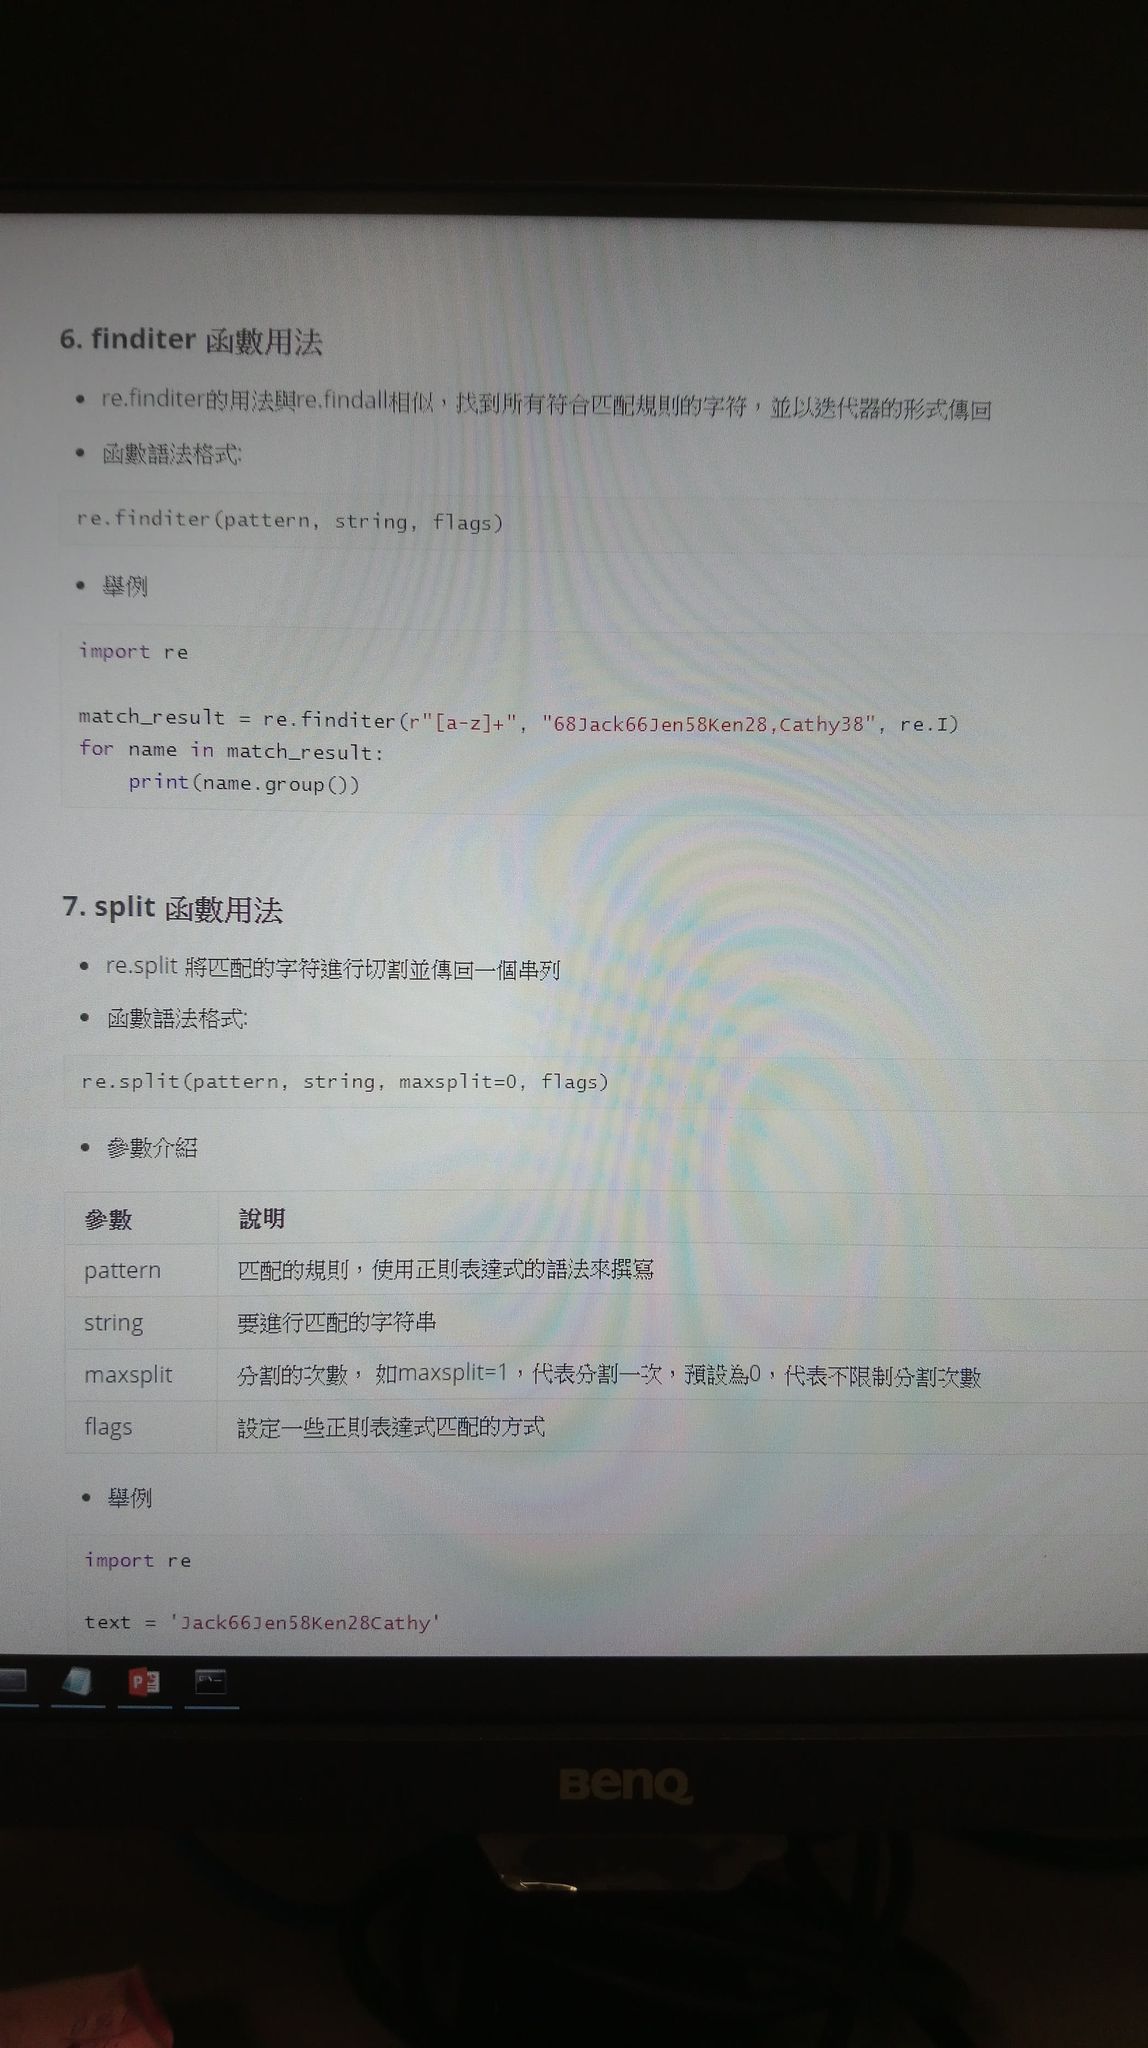 6. finditer 函數用法
• re.finditer的用法與re.findall相似，找到所有符合匹配規則的字符，並以迭代器的形式傳回
• 函數語法格式:
re.finditer(pattern, string, flags)
• 舉例
import re
match_result = re.finditer(r"[a-z]+", "68Jack66Jen58Ken28,Cathy38", re.I)
for name in match_result:
    print(name.group())
7. split 函數用法
• re.split 將匹配的字符進行切割並傳回一個串列
• 函數語法格式:
re.split(pattern, string, maxsplit=0, flags)
• 參數介紹
參數 說明
pattern 匹配的規則，使用正則表達式的語法來撰寫
string 要進行匹配的字符串
maxsplit 分割的次數， 如maxsplit=1，代表分割一次，預設為0，代表不限制分割次數
flags 設定一些正則表達式匹配的方式
• 舉例
import re
text = 'Jack66Jen58Ken28Cathy'
BenQ